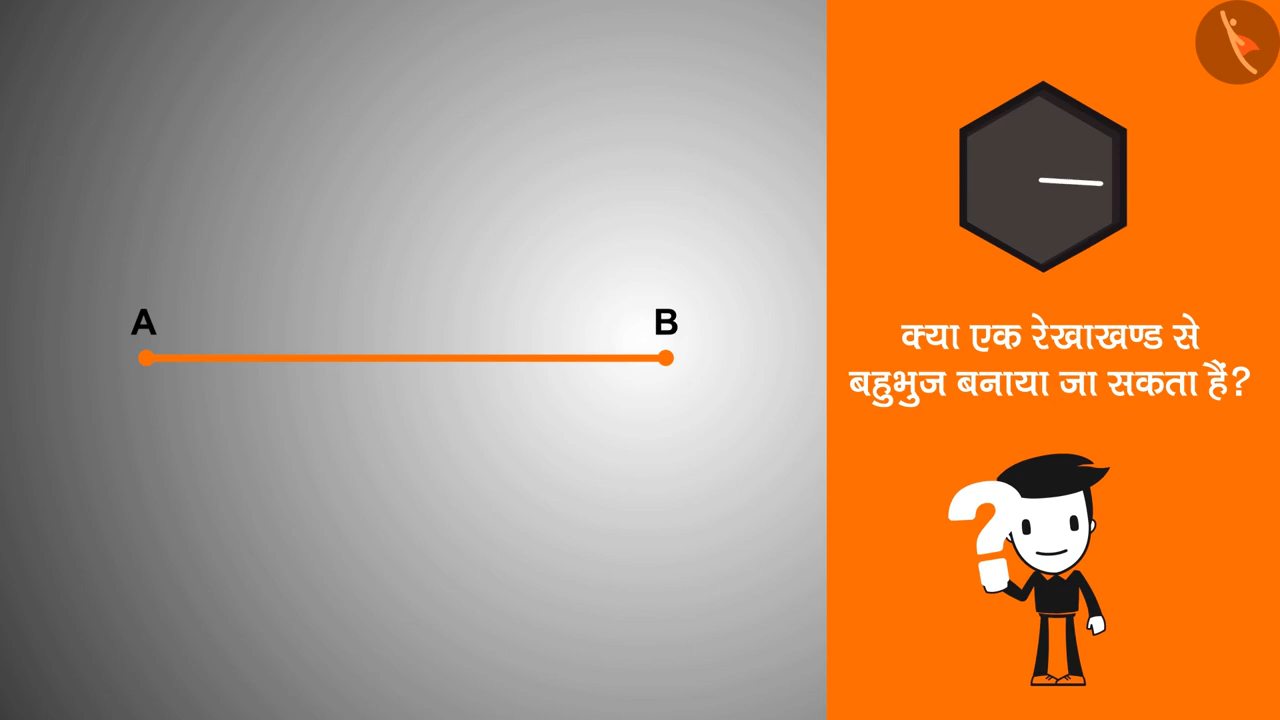 A
B
क्या एक रेखाखण्ड से
बहुभुज बनाया जा सकता हैं?
?